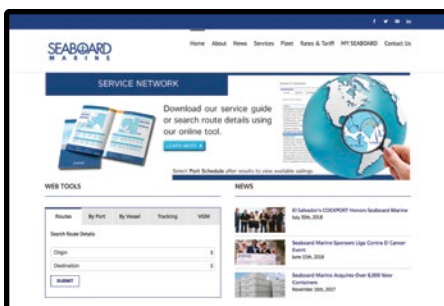 SEABOARD
MARINE
Home About News Services Fleet Rates & Tariff MY SEABOARD Contact Us
SERVICE NETWORK
Download our service guide
or search route details using
our online tool.
LEARN MORE
Select Port Schedule after results to view available sailings
WEB TOOLS
NEWS
Routes By Port By Vessel Tracking VGM
Search Route Details
Origin
Destination
SUBMIT
El Salvador's COEXPORT Honors Seaboard Marine
July 30th, 2018
Seaboard Marine Sponsors Liga Contra El Cancer
Event
June 15th, 2018
Seaboard Marine Acquires Over 6,000 New
Containers
November 16th, 2017